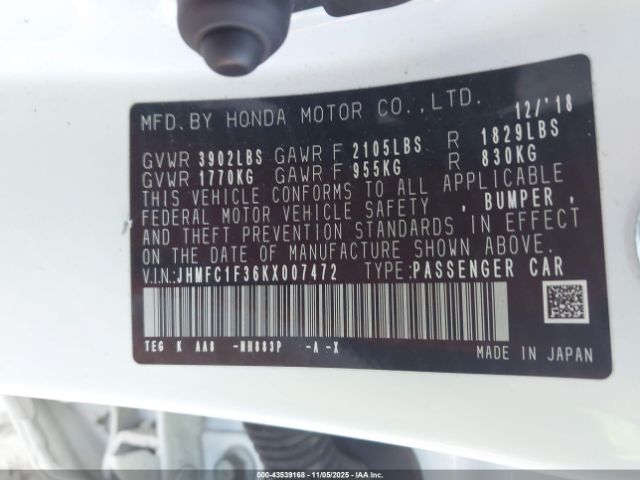 MFD.BY HONDA MOTOR CO.,LTD. 12/'18
GVWR 3902LBS GAWR F 2105LBS R 1829LBS
GVWR 1770KG GAWR F 955KG R 830KG
THIS VEHICLE CONFORMS TO ALL APPLICABLE
FEDERAL MOTOR VEHICLE SAFETY , BUMPER ,
AND THEFT PREVENTION STANDARDS IN EFFECT
ON THE DATE OF MANUFACTURE SHOWN ABOVE.
V.IN:JHMFC1F36KX007472 TYPE:PASSENGER CAR
TEG K AA8 -NH883P -A-X
MADE IN JAPAN
000-43539168 11/05/2025 IAA Inc.